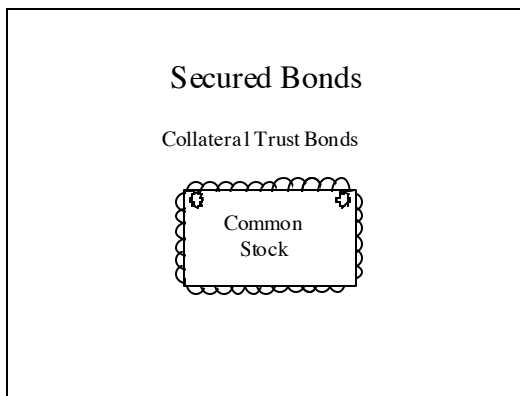 Secured Bonds
Collateral Trust Bonds
Common
Stock